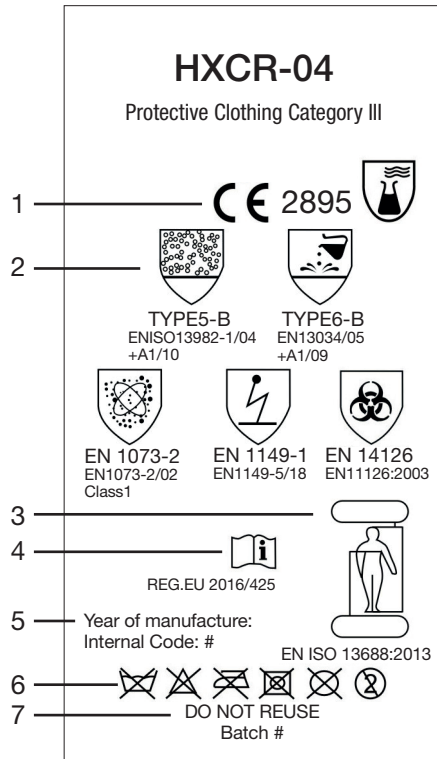 HXCR-04
Protective Clothing Category III
1
CE 2895
2
TYPE5-B
ENISO13982-1/04
+A1/10
TYPE6-B
EN13034/05
+A1/09
EN 1073-2
EN1073-2/02
Class1
EN 1149-1
EN1149-5/18
EN 14126
EN11126:2003
3
4
i
REG.EU 2016/425
5
Year of manufacture:
Internal Code: #
EN ISO 13688:2013
6
2
7
DO NOT REUSE
Batch #